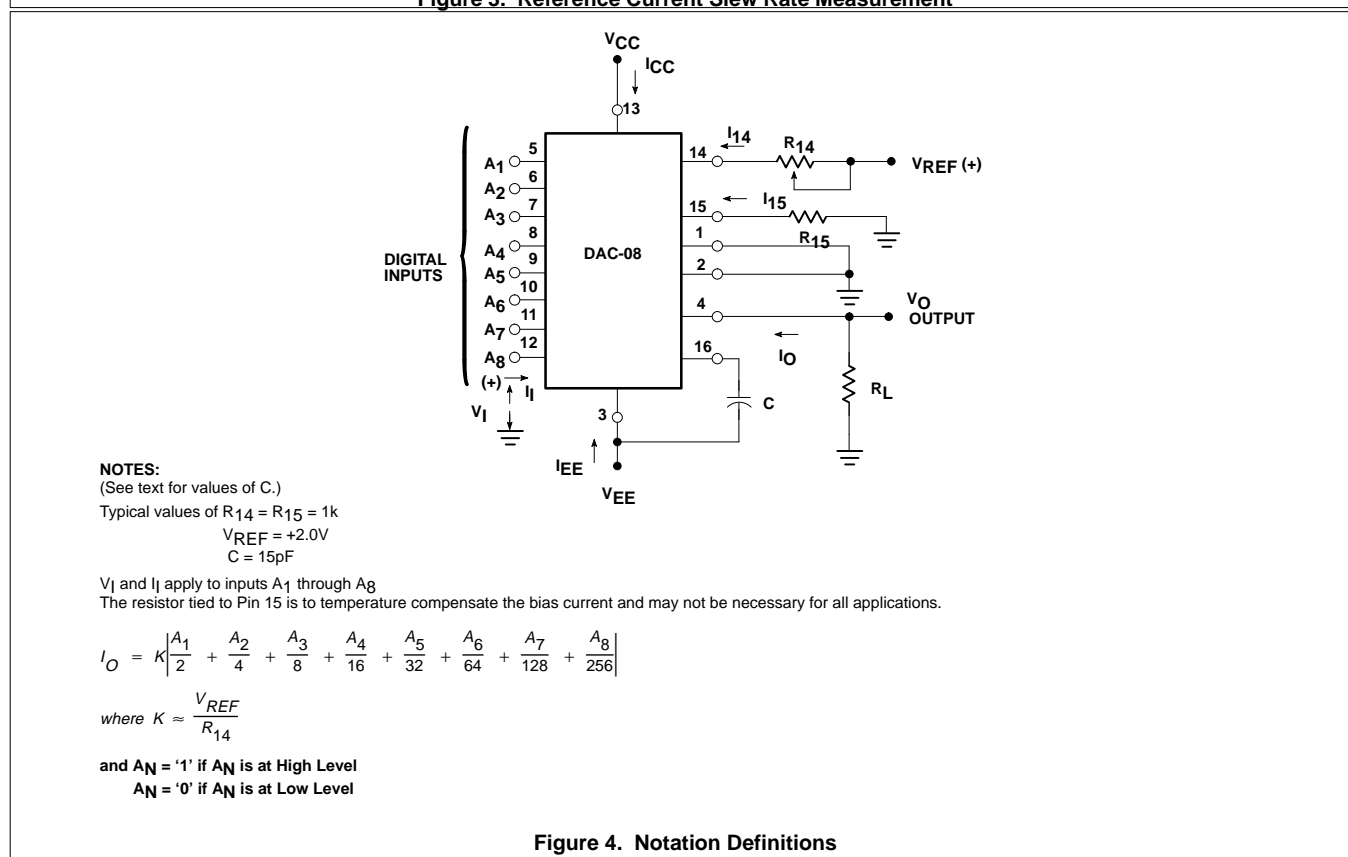 Figure 3. Reference Current Slew Rate Measurement
VCC
ICC
13
I14
R14
14
VREF (+)
I15
15
R15
1
2
4
VO
OUTPUT
IO
16
C
RL
DIGITAL
INPUTS
A1 5
A2 6
A3 7
A4 8
A5 9
A6 10
A7 11
A8 12
DAC-08
(+)
II
VI
3
IEE
VEE
NOTES:
(See text for values of C.)
Typical values of R14 = R15 = 1k
VREF = +2.0V
C = 15pF
VI and II apply to inputs A1 through A8
The resistor tied to Pin 15 is to temperature compensate the bias current and may not be necessary for all applications.
IO = K|A1/2 + A2/4 + A3/8 + A4/16 + A5/32 + A6/64 + A7/128 + A8/256|
where K ≈ VREF/R14
and AN = ‘1’ if AN is at High Level
AN = ‘0’ if AN is at Low Level
Figure 4. Notation Definitions